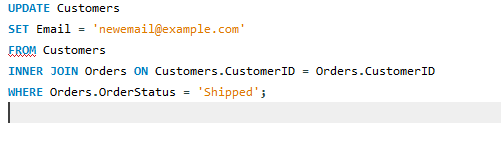 UPDATE Customers
SET Email = 'newemail@example.com'
FROM Customers
INNER JOIN Orders ON Customers.CustomerID = Orders.CustomerID
WHERE Orders.OrderStatus = 'Shipped';